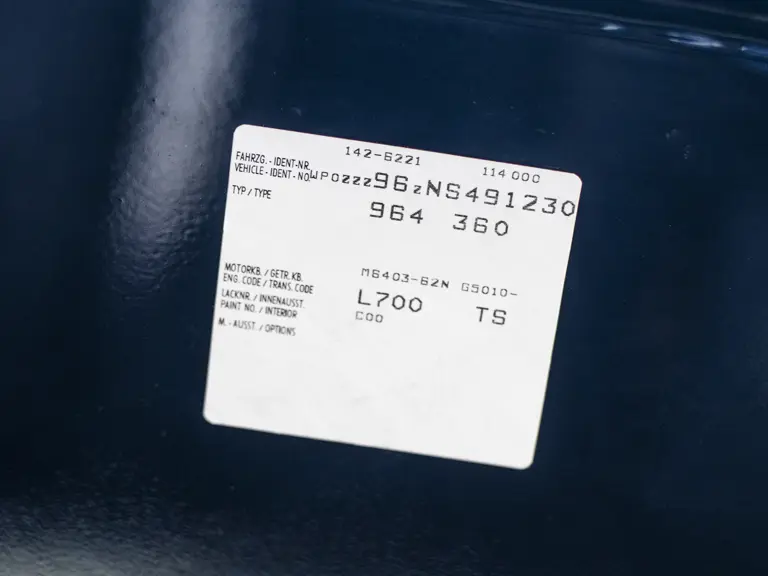 142-6221 114 000
FAHRZG. - IDENT-NR.
VEHICLE - IDENT - NO. WP0ZZZ96ZNS491230
TYP / TYPE 964 360
MOTORKB. / GETR. KB.
ENG. CODE / TRANS. CODE M6403-62N G5010-
LACKNR. / INNENAUSST.
PAINT NO. / INTERIOR L700 TS
M. - AUSST. / OPTIONS C00